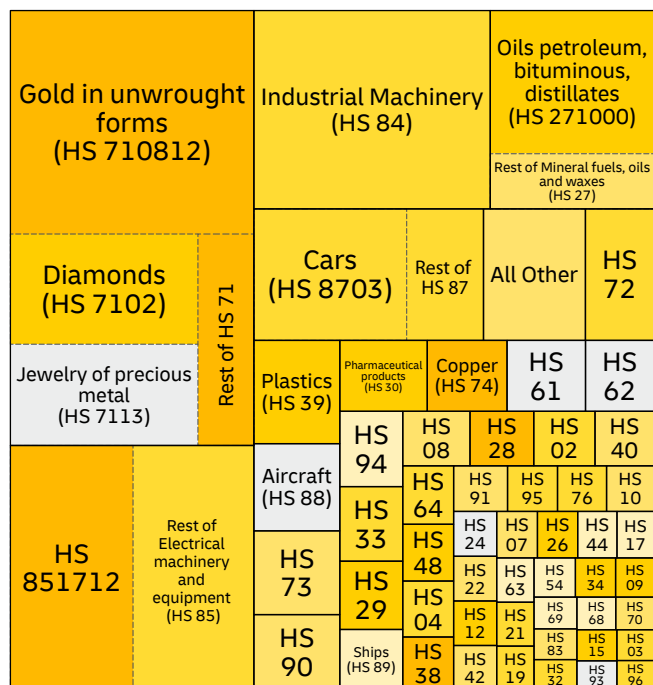 Gold in unwrought
forms
(HS 710812)
Industrial Machinery
(HS 84)
Oils petroleum,
bituminous,
distillates
(HS 271000)
Rest of Mineral fuels, oils
and waxes
(HS 27)
Diamonds
(HS 7102)
Rest of HS 71
Jewelry of precious
metal
(HS 7113)
Cars
(HS 8703)
Rest of
HS 87
All Other
HS
72
Plastics
(HS 39)
Pharmaceutical
products
(HS 30)
Copper
(HS 74)
HS
61
HS
62
HS
851712
Rest of
Electrical
machinery
and
equipment
(HS 85)
Aircraft
(HS 88)
HS
73
HS
90
HS
94
HS
33
HS
29
Ships
(HS 89)
HS
08
HS
28
HS
02
HS
40
HS
64
HS
48
HS
04
HS
38
HS
91
HS
95
HS
76
HS
10
HS
24
HS
07
HS
26
HS
44
HS
17
HS
22
HS
63
HS
54
HS
34
HS
09
HS
12
HS
21
HS
69
HS
68
HS
70
HS
42
HS
19
HS
83
HS
15
HS
03
HS
32
HS
93
HS
96